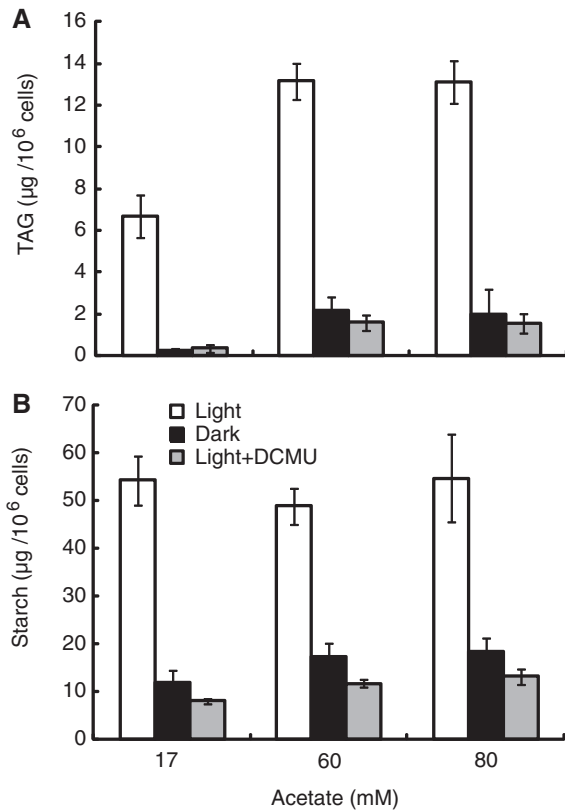 A
TAG (µg /10⁶ cells)
16
14
12
10
8
6
4
2
0
B
Starch (µg /10⁶ cells)
70
60
50
40
30
20
10
0
Light
Dark
Light+DCMU
17 60 80
Acetate (mM)